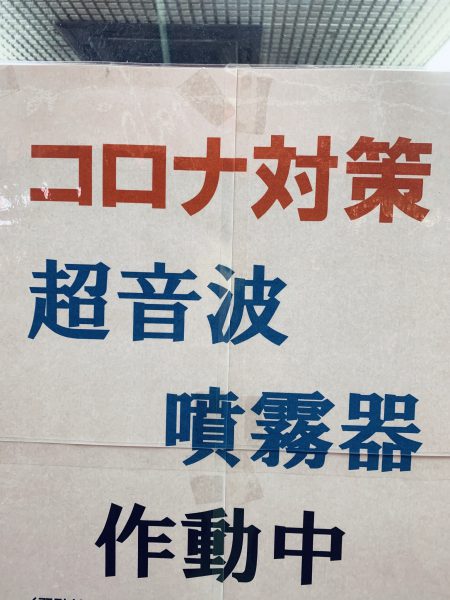 コロナ対策
超音波
噴霧器
作動中